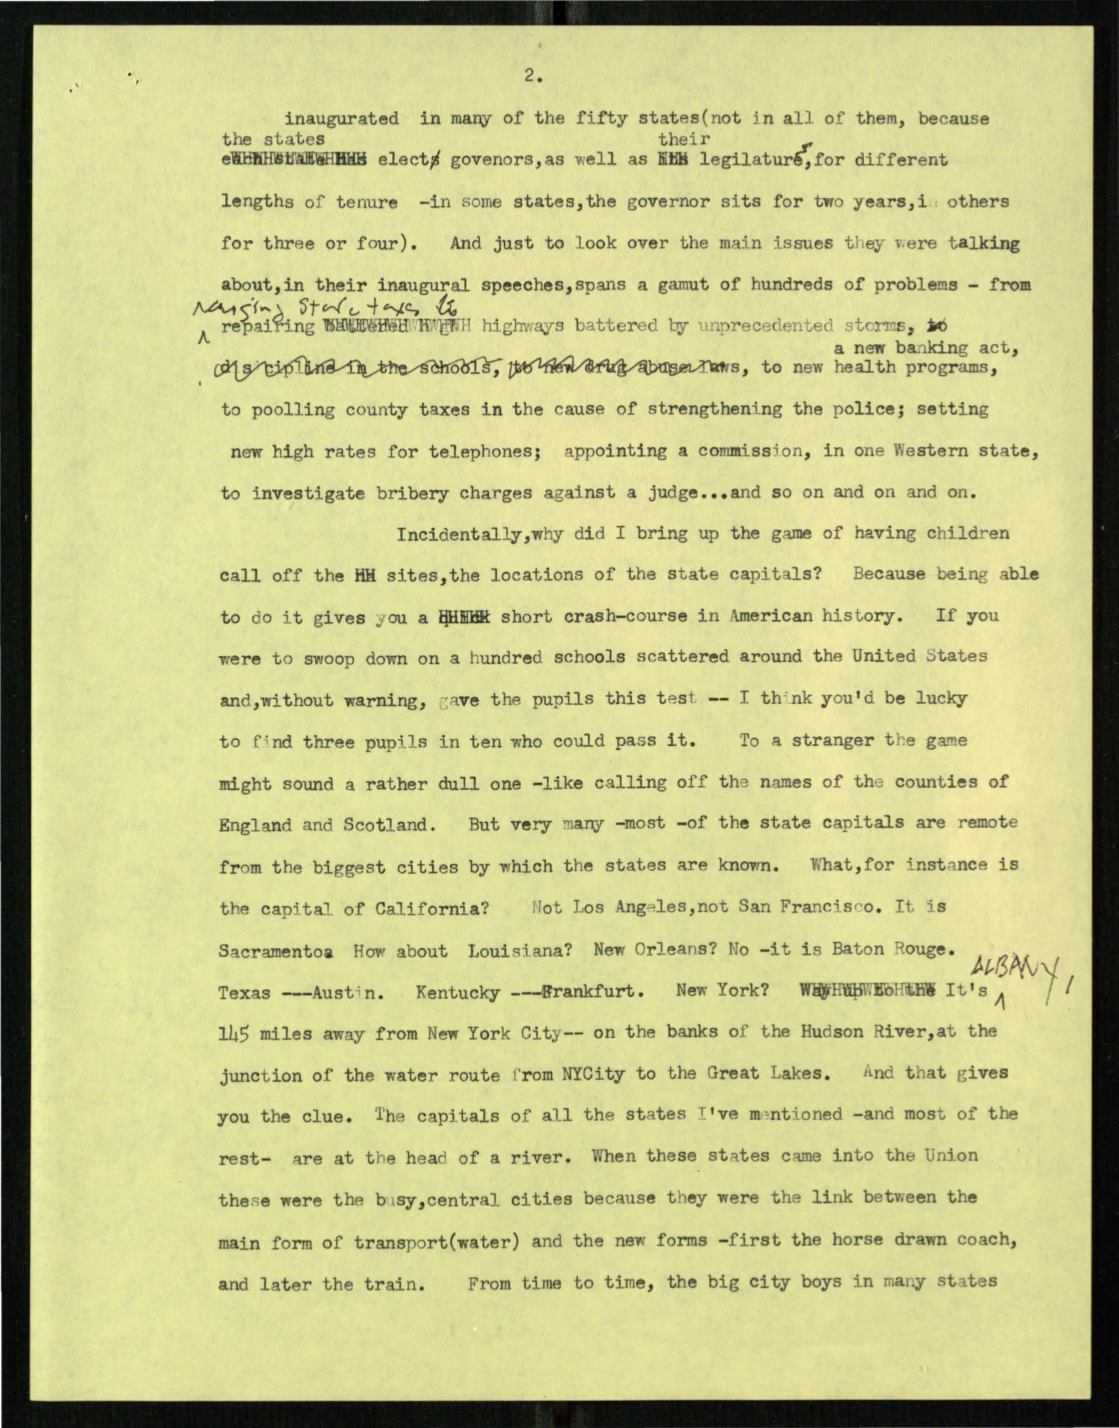 2.
inaugurated in many of the fifty states(not in all of them, because
the states their
elect govenors,as well as legilatures,for different
lengths of tenure -in some states,the governor sits for two years,in others
for three or four). And just to look over the main issues they were talking
about,in their inaugural speeches,spans a gamut of hundreds of problems - from
State taxes to
repairing highways battered by unprecedented storms, to
a new banking act,
discipline in the schools, to new drug abuse laws, to new health programs,
to poolling county taxes in the cause of strengthening the police; setting
new high rates for telephones; appointing a commission, in one Western state,
to investigate bribery charges against a judge...and so on and on and on.
Incidentally,why did I bring up the game of having children
call off the sites,the locations of the state capitals? Because being able
to do it gives you a short crash-course in American history. If you
were to swoop down on a hundred schools scattered around the United States
and,without warning, gave the pupils this test -- I think you'd be lucky
to find three pupils in ten who could pass it. To a stranger the game
might sound a rather dull one -like calling off the names of the counties of
England and Scotland. But very many -most -of the state capitals are remote
from the biggest cities by which the states are known. What,for instance is
the capital of California? Not Los Angeles,not San Francisco. It is
Sacramentoa How about Louisiana? New Orleans? No -it is Baton Rouge.
ALBANY,
Texas ---Austin. Kentucky ---Frankfurt. New York? It's
145 miles away from New York City-- on the banks of the Hudson River,at the
junction of the water route from NYCity to the Great Lakes. And that gives
you the clue. The capitals of all the states I've mentioned -and most of the
rest- are at the head of a river. When these states came into the Union
these were the busy,central cities because they were the link between the
main form of transport(water) and the new forms -first the horse drawn coach,
and later the train. From time to time, the big city boys in many states